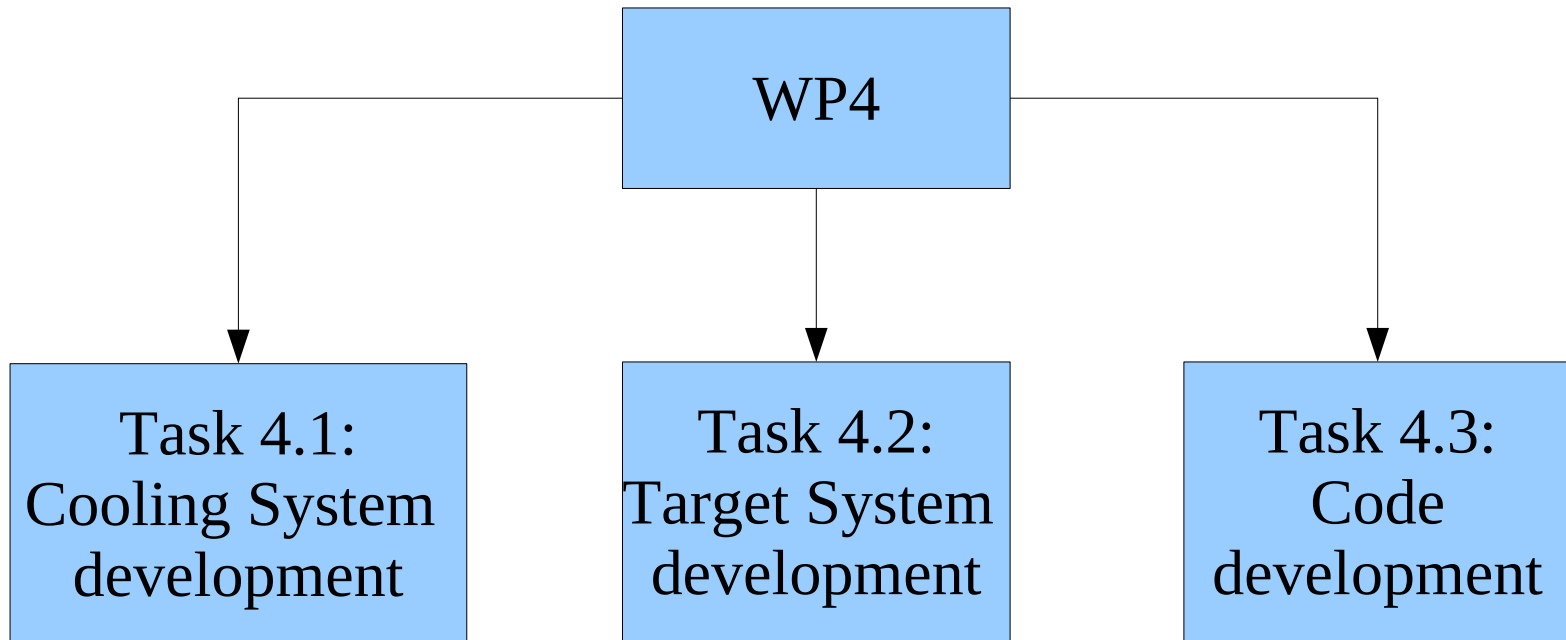 WP4
Task 4.1:
Cooling System
development
Task 4.2:
Target System
development
Task 4.3:
Code
development